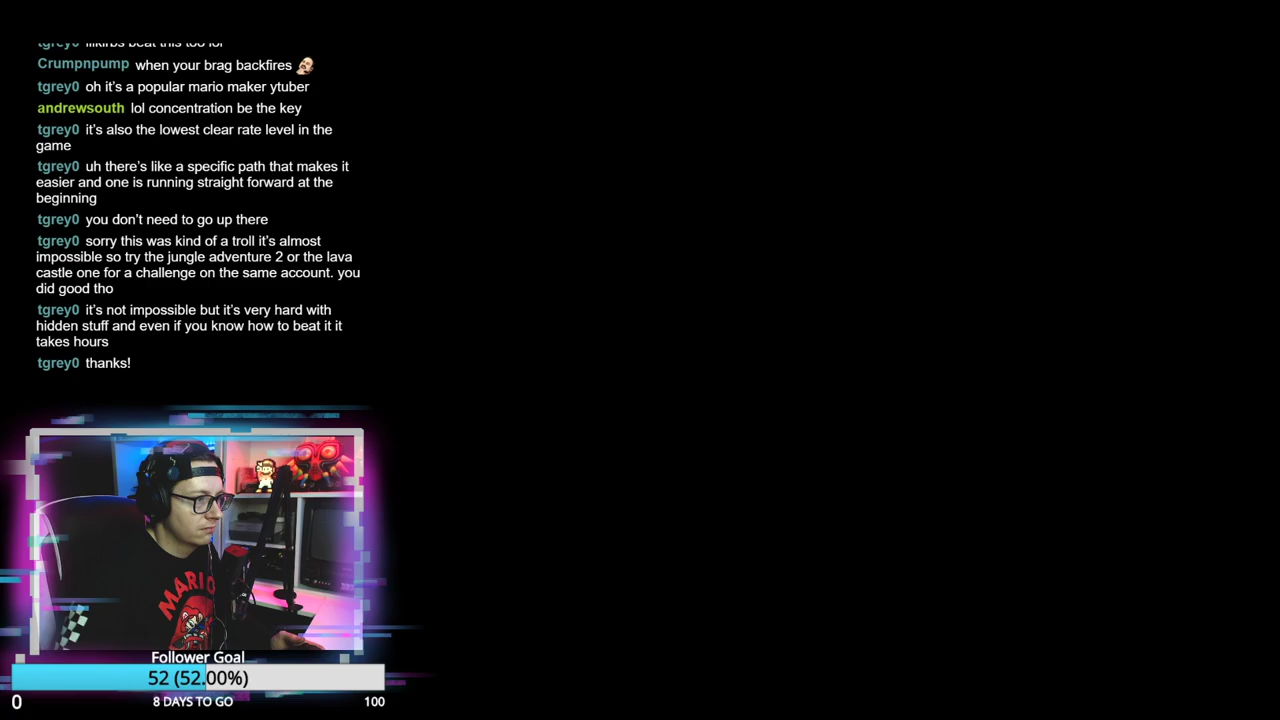 Crumpnpump when your brag backfires
tgrey0 oh it's a popular mario maker ytuber
andrewsouth lol concentration be the key
tgrey0 it's also the lowest clear rate level in the
game
tgrey0 uh there's like a specific path that makes it
easier and one is running straight forward at the
beginning
tgrey0 you don't need to go up there
tgrey0 sorry this was kind of a troll it's almost
impossible so try the jungle adventure 2 or the lava
castle one for a challenge on the same account. you
did good tho
tgrey0 it's not impossible but it's very hard with
hidden stuff and even if you know how to beat it it
takes hours
tgrey0 thanks!
MARIO
Follower Goal
52 (52.00%)
0 8 DAYS TO GO 100